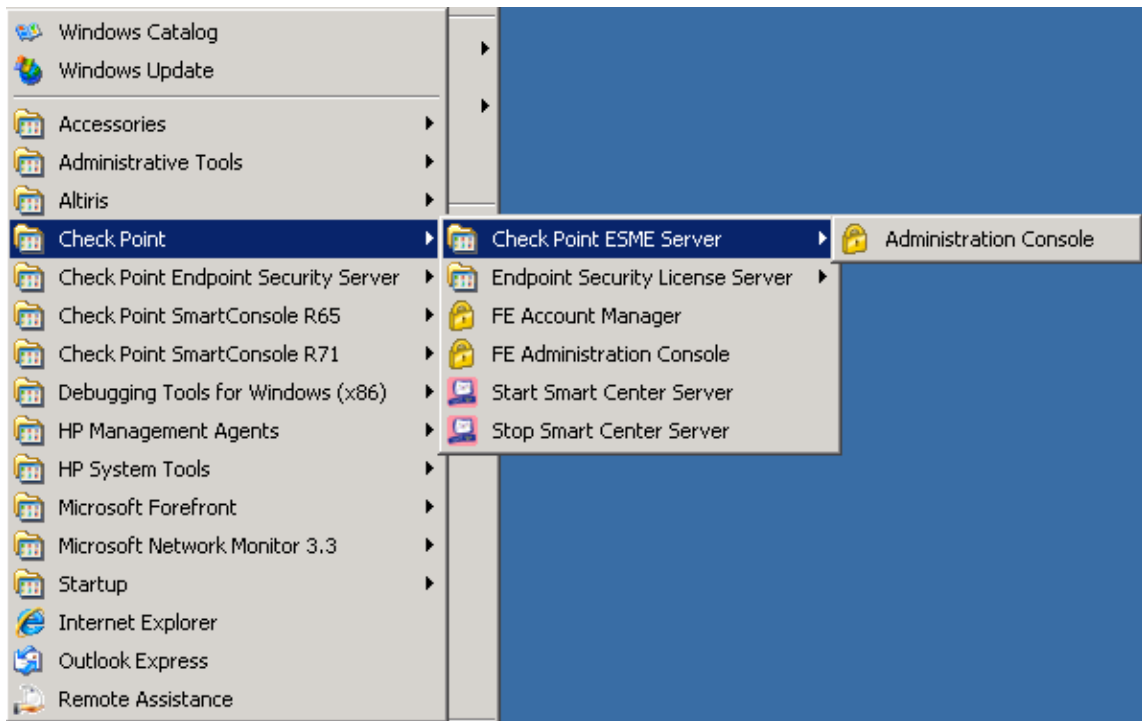 Windows Catalog
Windows Update
Accessories
Administrative Tools
Altiris
Check Point
Check Point Endpoint Security Server
Check Point SmartConsole R65
Check Point SmartConsole R71
Debugging Tools for Windows (x86)
HP Management Agents
HP System Tools
Microsoft Forefront
Microsoft Network Monitor 3.3
Startup
Internet Explorer
Outlook Express
Remote Assistance
Check Point ESME Server
Endpoint Security License Server
FE Account Manager
FE Administration Console
Start Smart Center Server
Stop Smart Center Server
Administration Console